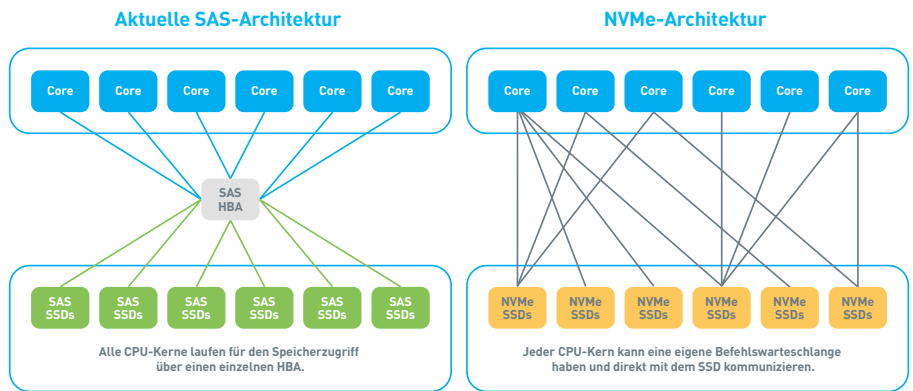 Aktuelle SAS-Architektur
Core Core Core Core Core Core
SAS
HBA
SAS SAS SAS SAS SAS SAS
SSDs SSDs SSDs SSDs SSDs SSDs
Alle CPU-Kerne laufen für den Speicherzugriff
über einen einzelnen HBA.
NVMe-Architektur
Core Core Core Core Core Core
NVMe NVMe NVMe NVMe NVMe NVMe
SSDs SSDs SSDs SSDs SSDs SSDs
Jeder CPU-Kern kann eine eigene Befehlswarteschlange
haben und direkt mit dem SSD kommunizieren.